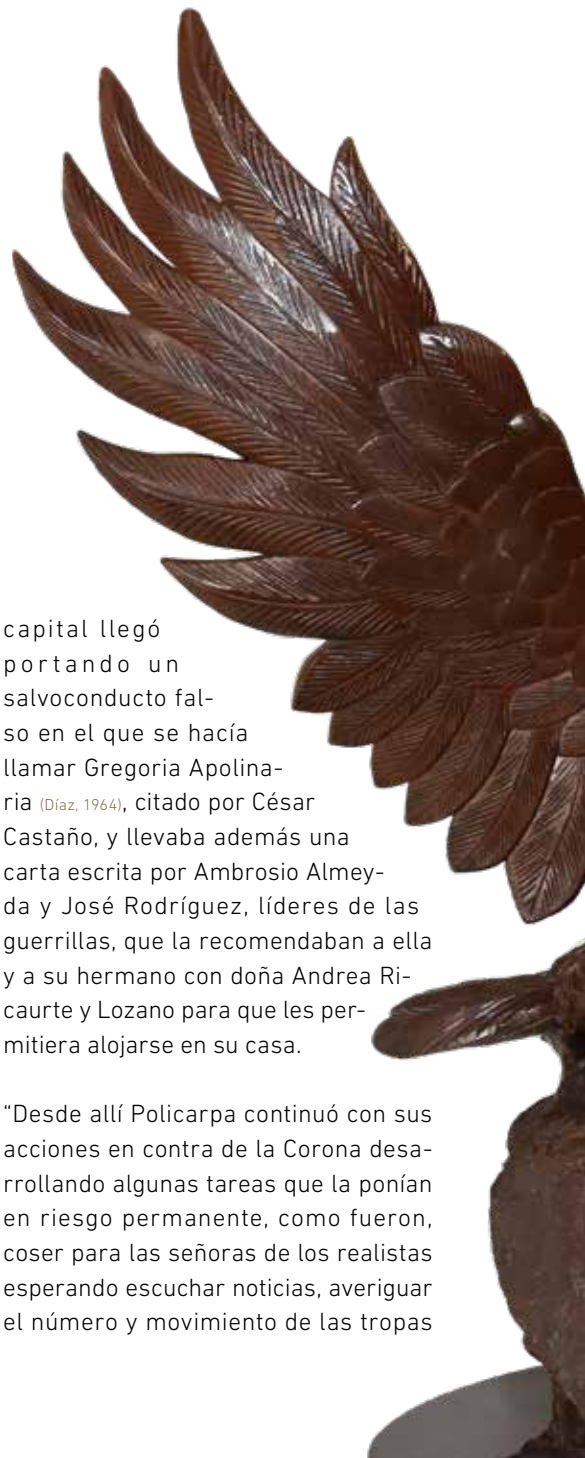 capital llegó
portando un
salvoconducto fal-
so en el que se hacía
llamar Gregoria Apolina-
ria (Díaz, 1964), citado por César
Castaño, y llevaba además una
carta escrita por Ambrosio Almey-
da y José Rodríguez, líderes de las
guerrillas, que la recomendaban a ella
y a su hermano con doña Andrea Ri-
caurte y Lozano para que les per-
mitiera alojarse en su casa.
“Desde allí Policarpa continuó con sus
acciones en contra de la Corona desa-
rrollando algunas tareas que la ponían
en riesgo permanente, como fueron,
coser para las señoras de los realistas
esperando escuchar noticias, averiguar
el número y movimiento de las tropas